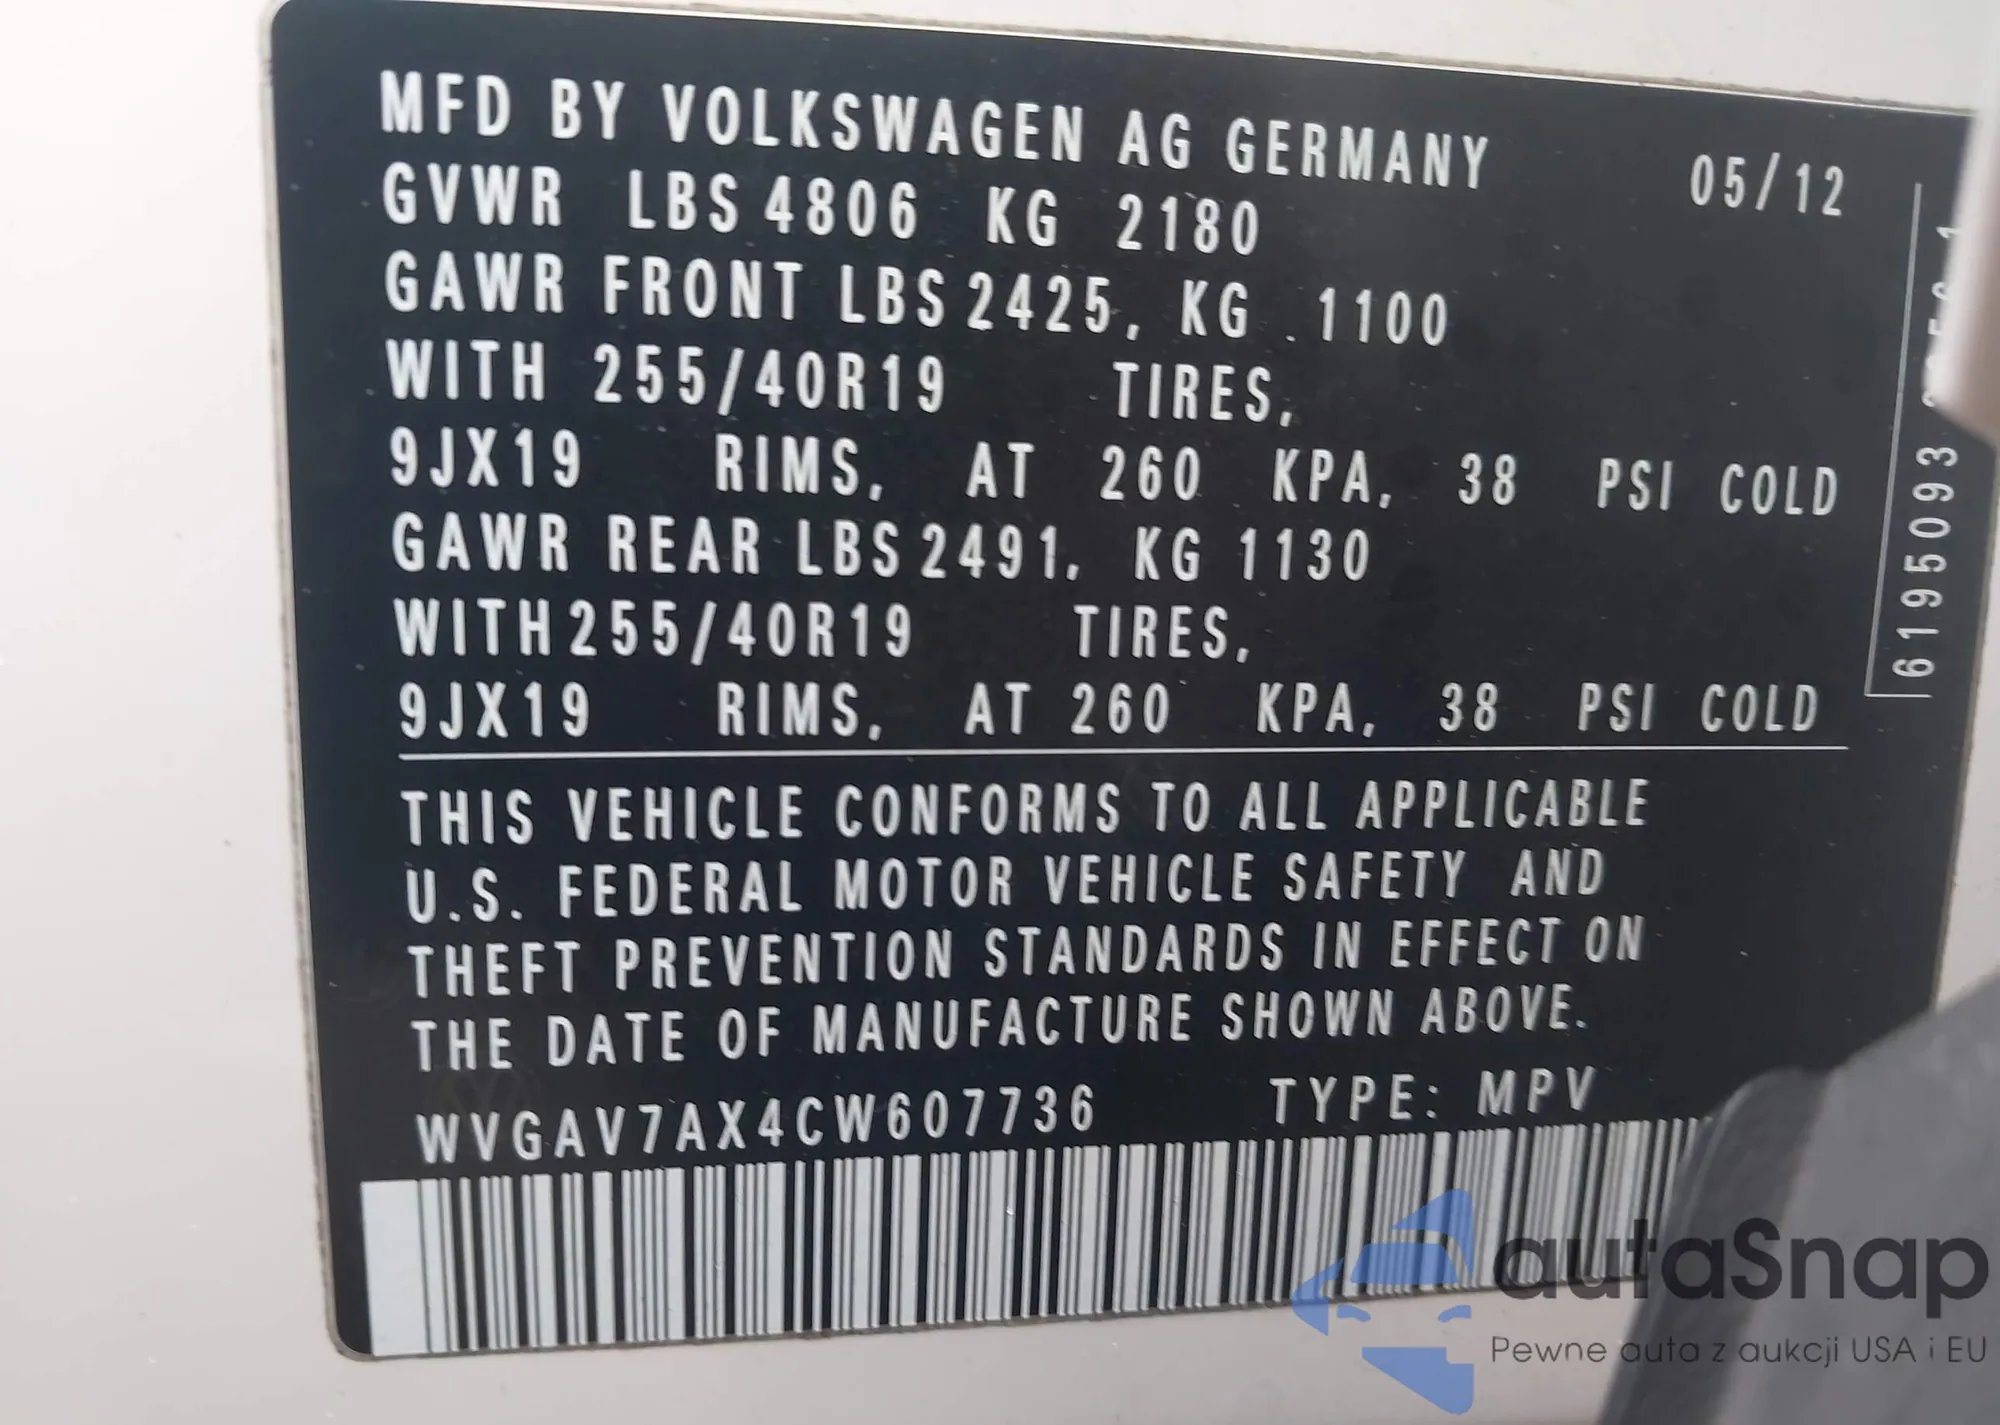 MFD BY VOLKSWAGEN AG GERMANY 05/12
GVWR LBS 4806 KG 2180
GAWR FRONT LBS 2425, KG .1100
WITH 255/40R19 TIRES,
9JX19 RIMS, AT 260 KPA, 38 PSI COLD
GAWR REAR LBS 2491, KG 1130
WITH 255/40R19 TIRES,
9JX19 RIMS, AT 260 KPA, 38 PSI COLD
THIS VEHICLE CONFORMS TO ALL APPLICABLE
U.S. FEDERAL MOTOR VEHICLE SAFETY AND
THEFT PREVENTION STANDARDS IN EFFECT ON
THE DATE OF MANUFACTURE SHOWN ABOVE.
WVGAV7AX4CW607736 TYPE: MPV
6195093
autaSnap
Pewne auta z aukcji USA i EU